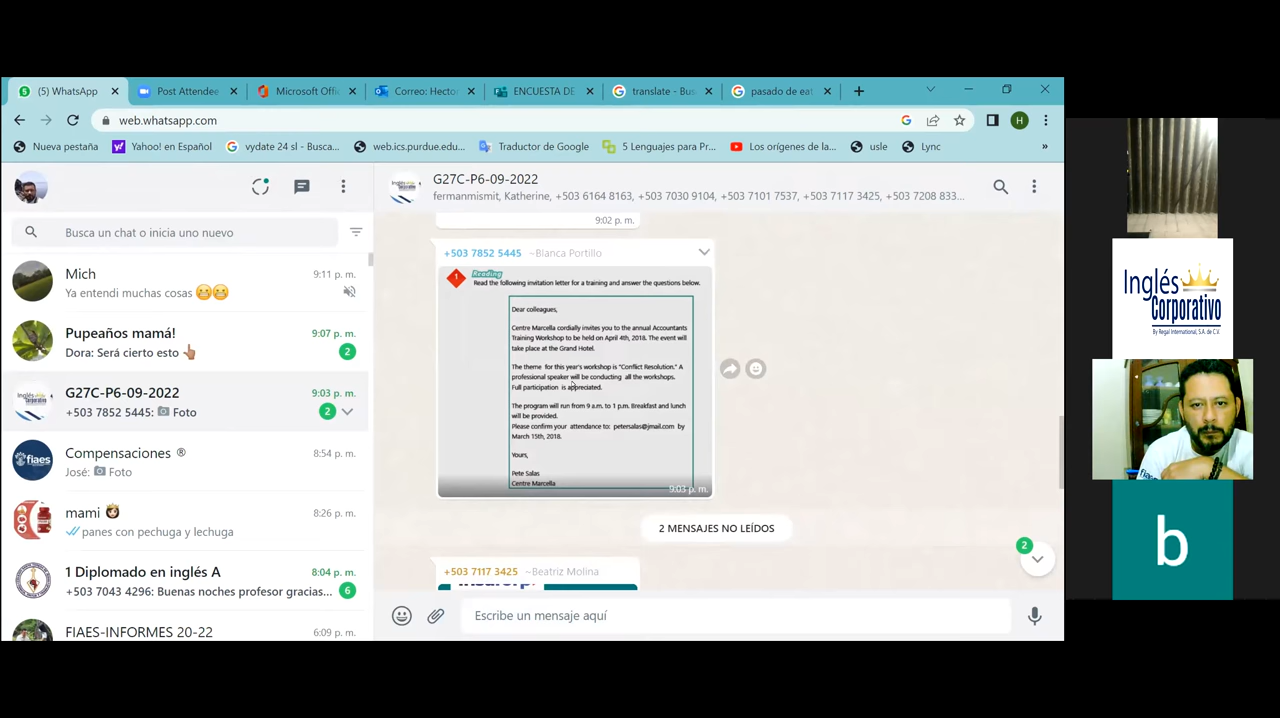 (5) WhatsApp
Post Attendee
Microsoft Offi
Correo: Hecto
ENCUESTA DE
translate - Bus
pasado de eat
web.whatsapp.com
H
Nueva pestaña
Yahoo! en Español
vydate 24 sl - Busca...
web.ics.purdue.edu...
Traductor de Google
5 Lenguajes para Pr...
Los orígenes de la...
usle
Lync
»
G27C-P6-09-2022
fermanmismit, Katherine, +503 6164 8163, +503 7030 9104, +503 7101 7537, +503 7117 3425, +503 7208 833...
Busca un chat o inicia uno nuevo
Mich
9:11 p. m.
Ya entendi muchas cosas 😬😬
Pupeños mamá!
9:07 p. m.
Dora: Será cierto esto 👆🏽
2
G27C-P6-09-2022
9:03 p. m.
+503 7852 5445: Foto
2
Compensaciones ®
8:54 p. m.
José: Foto
fiaes
mami 👸🏻
8:26 p. m.
panes con pechuga y lechuga
1 Diplomado en inglés A
8:04 p. m.
+503 7043 4296: Buenas noches profesor gracias...
6
FIAES-INFORMES 20-22
6:09 p. m.
9:02 p. m.
+503 7852 5445 ~Bianca Portillo
1
Reading
Read the following invitation letter for a training and answer the questions below.
Dear colleagues,
Centre Marcella cordially invites you to the annual Accountants
Training Workshop to be held on April 4th, 2018. The event will
take place at the Grand Hotel.
The theme for this year's workshop is "Conflict Resolution." A
professional speaker will be conducting all the workshops.
Full participation is appreciated.
The program will run from 9 a.m. to 1 p.m. Breakfast and lunch
will be provided.
Please confirm your attendance to: petersalas@jmail.com by
March 15th, 2018.
Yours,
Pete Salas
Centre Marcella
9:03 p. m.
2 MENSAJES NO LEÍDOS
+503 7117 3425 ~Beatriz Molina
2
Escribe un mensaje aquí
Inglés
Corporativo
By Regal International, S.A. de C.V.
fiaes
b